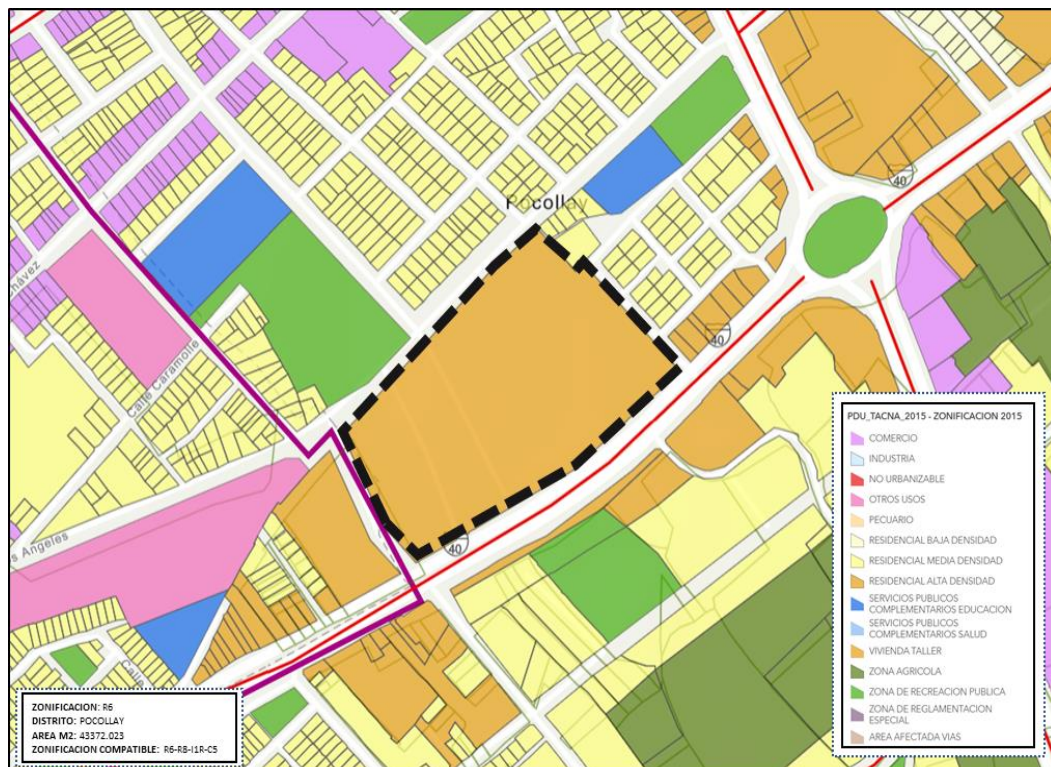 40
Pocollay
hávez
Calle Caramolle
40
40
s Angeles
Calle
PDU_TACNA_2015 - ZONIFICACION 2015
COMERCIO
INDUSTRIA
NO URBANIZABLE
OTROS USOS
PECUARIO
RESIDENCIAL BAJA DENSIDAD
RESIDENCIAL MEDIA DENSIDAD
RESIDENCIAL ALTA DENSIDAD
SERVICIOS PUBLICOS
COMPLEMENTARIOS EDUCACION
SERVICIOS PUBLICOS
COMPLEMENTARIOS SALUD
VIVIENDA TALLER
ZONA AGRICOLA
ZONA DE RECREACION PUBLICA
ZONA DE REGLAMENTACION
ESPECIAL
AREA AFECTADA VIAS
ZONIFICACION: R6
DISTRITO: POCOLLAY
AREA M2: 43372.023
ZONIFICACION COMPATIBLE: R6-R8-I1R-C5